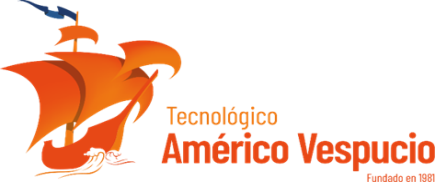 Tecnológico
Américo Vespucio
Fundado en 1981